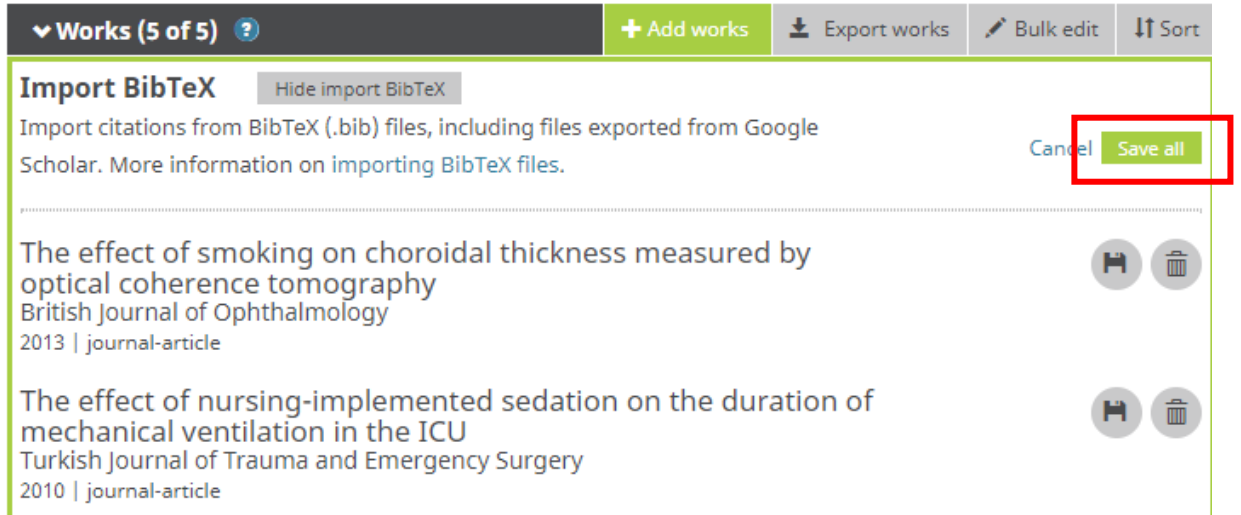 Works (5 of 5) ?
Add works
Export works
Bulk edit
Sort
Import BibTeX
Hide import BibTeX
Import citations from BibTeX (.bib) files, including files exported from Google
Scholar. More information on importing BibTeX files.
Cancel
Save all
The effect of smoking on choroidal thickness measured by
optical coherence tomography
British Journal of Ophthalmology
2013 | journal-article
The effect of nursing-implemented sedation on the duration of
mechanical ventilation in the ICU
Turkish Journal of Trauma and Emergency Surgery
2010 | journal-article